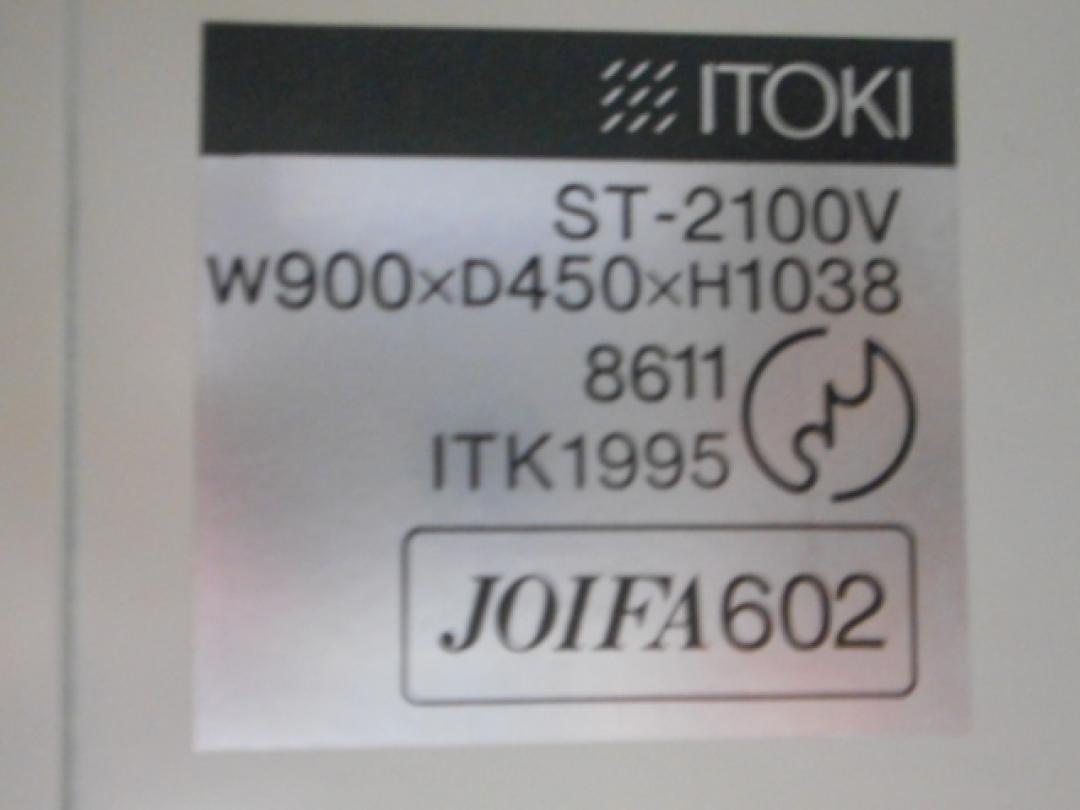 ITOKI
ST-2100V
W900×D450×H1038
8611
ITK1995
JOIFA602